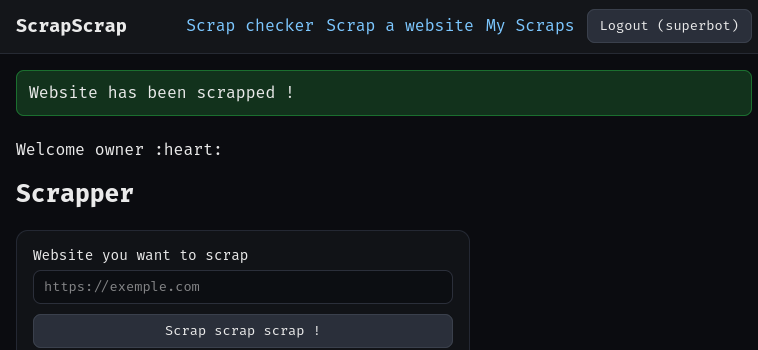 ScrapScrap Scrap checker Scrap a website My Scraps Logout (superbot)
Website has been scrapped !
Welcome owner :heart:
Scrapper
Website you want to scrap
https://exemple.com
Scrap scrap scrap !